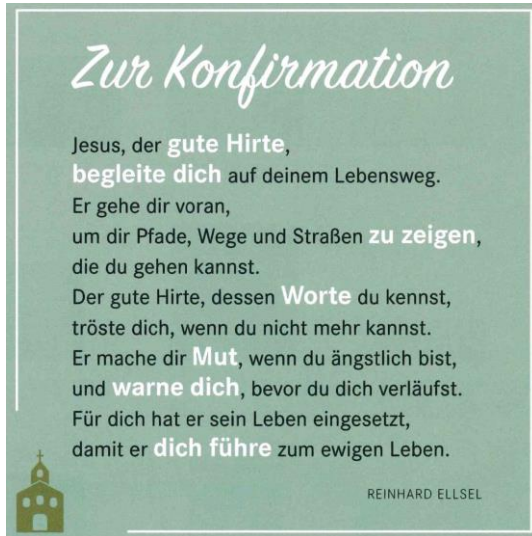 Zur Konfirmation
Jesus, der gute Hirte,
begleite dich auf deinem Lebensweg.
Er gehe dir voran,
um dir Pfade, Wege und Straßen zu zeigen,
die du gehen kannst.
Der gute Hirte, dessen Worte du kennst,
tröste dich, wenn du nicht mehr kannst.
Er mache dir Mut, wenn du ängstlich bist,
und warne dich, bevor du dich verläufst.
Für dich hat er sein Leben eingesetzt,
damit er dich führe zum ewigen Leben.
REINHARD ELLSEL